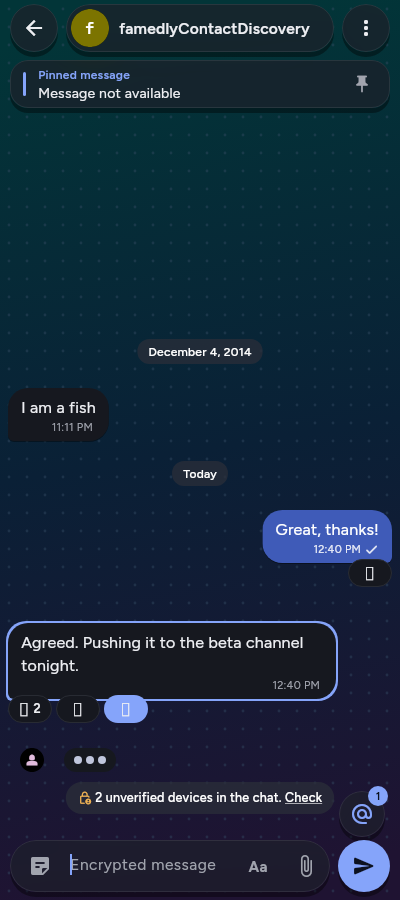 f
famedlyContactDiscovery
Pinned message
Message not available
December 4, 2014
I am a fish
11:11 PM
Today
Great, thanks!
12:40 PM
Agreed. Pushing it to the beta channel
tonight.
12:40 PM
2
2 unverified devices in the chat. Check
1
@
Encrypted message
Aa